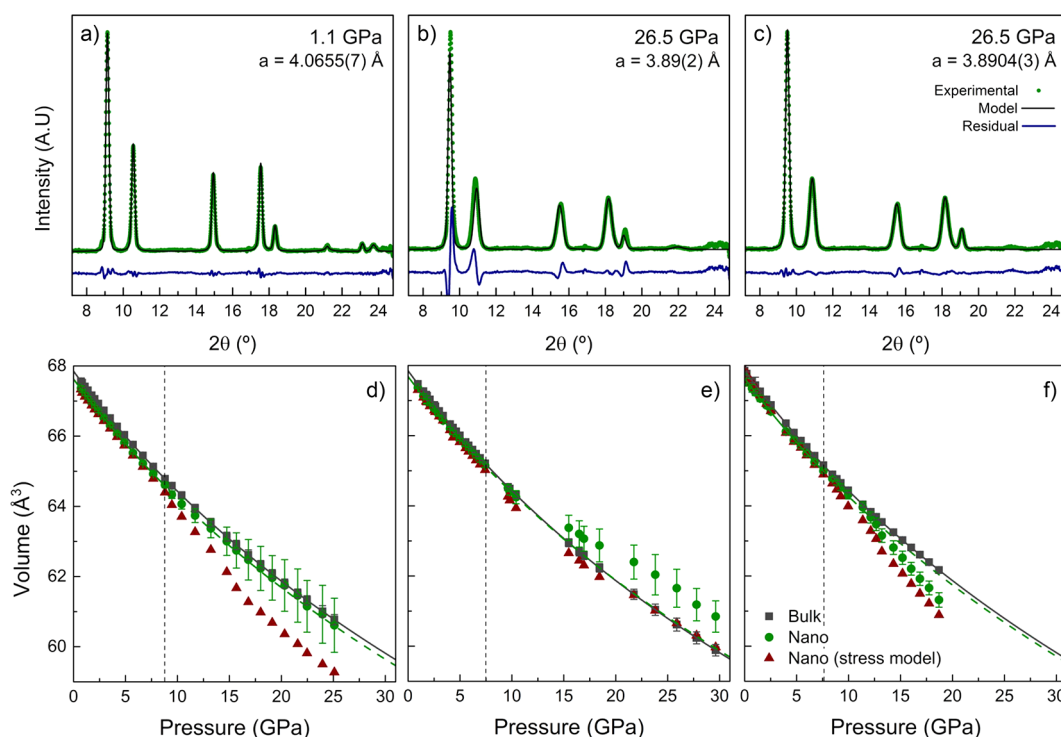 a)
1.1 GPa
a = 4.0655(7) Å
b)
26.5 GPa
a = 3.89(2) Å
c)
26.5 GPa
a = 3.8904(3) Å
Experimental
Model
Residual
Intensity (A.U)
8 10 12 14 16 18 20 22 24
8 10 12 14 16 18 20 22 24
8 10 12 14 16 18 20 22 24
2θ (º)
2θ (º)
2θ (º)
d)
e)
f)
Volume (Å³)
68
66
64
62
60
Bulk
Nano
Nano (stress model)
0 5 10 15 20 25 30
0 5 10 15 20 25 30
0 5 10 15 20 25 30
Pressure (GPa)
Pressure (GPa)
Pressure (GPa)